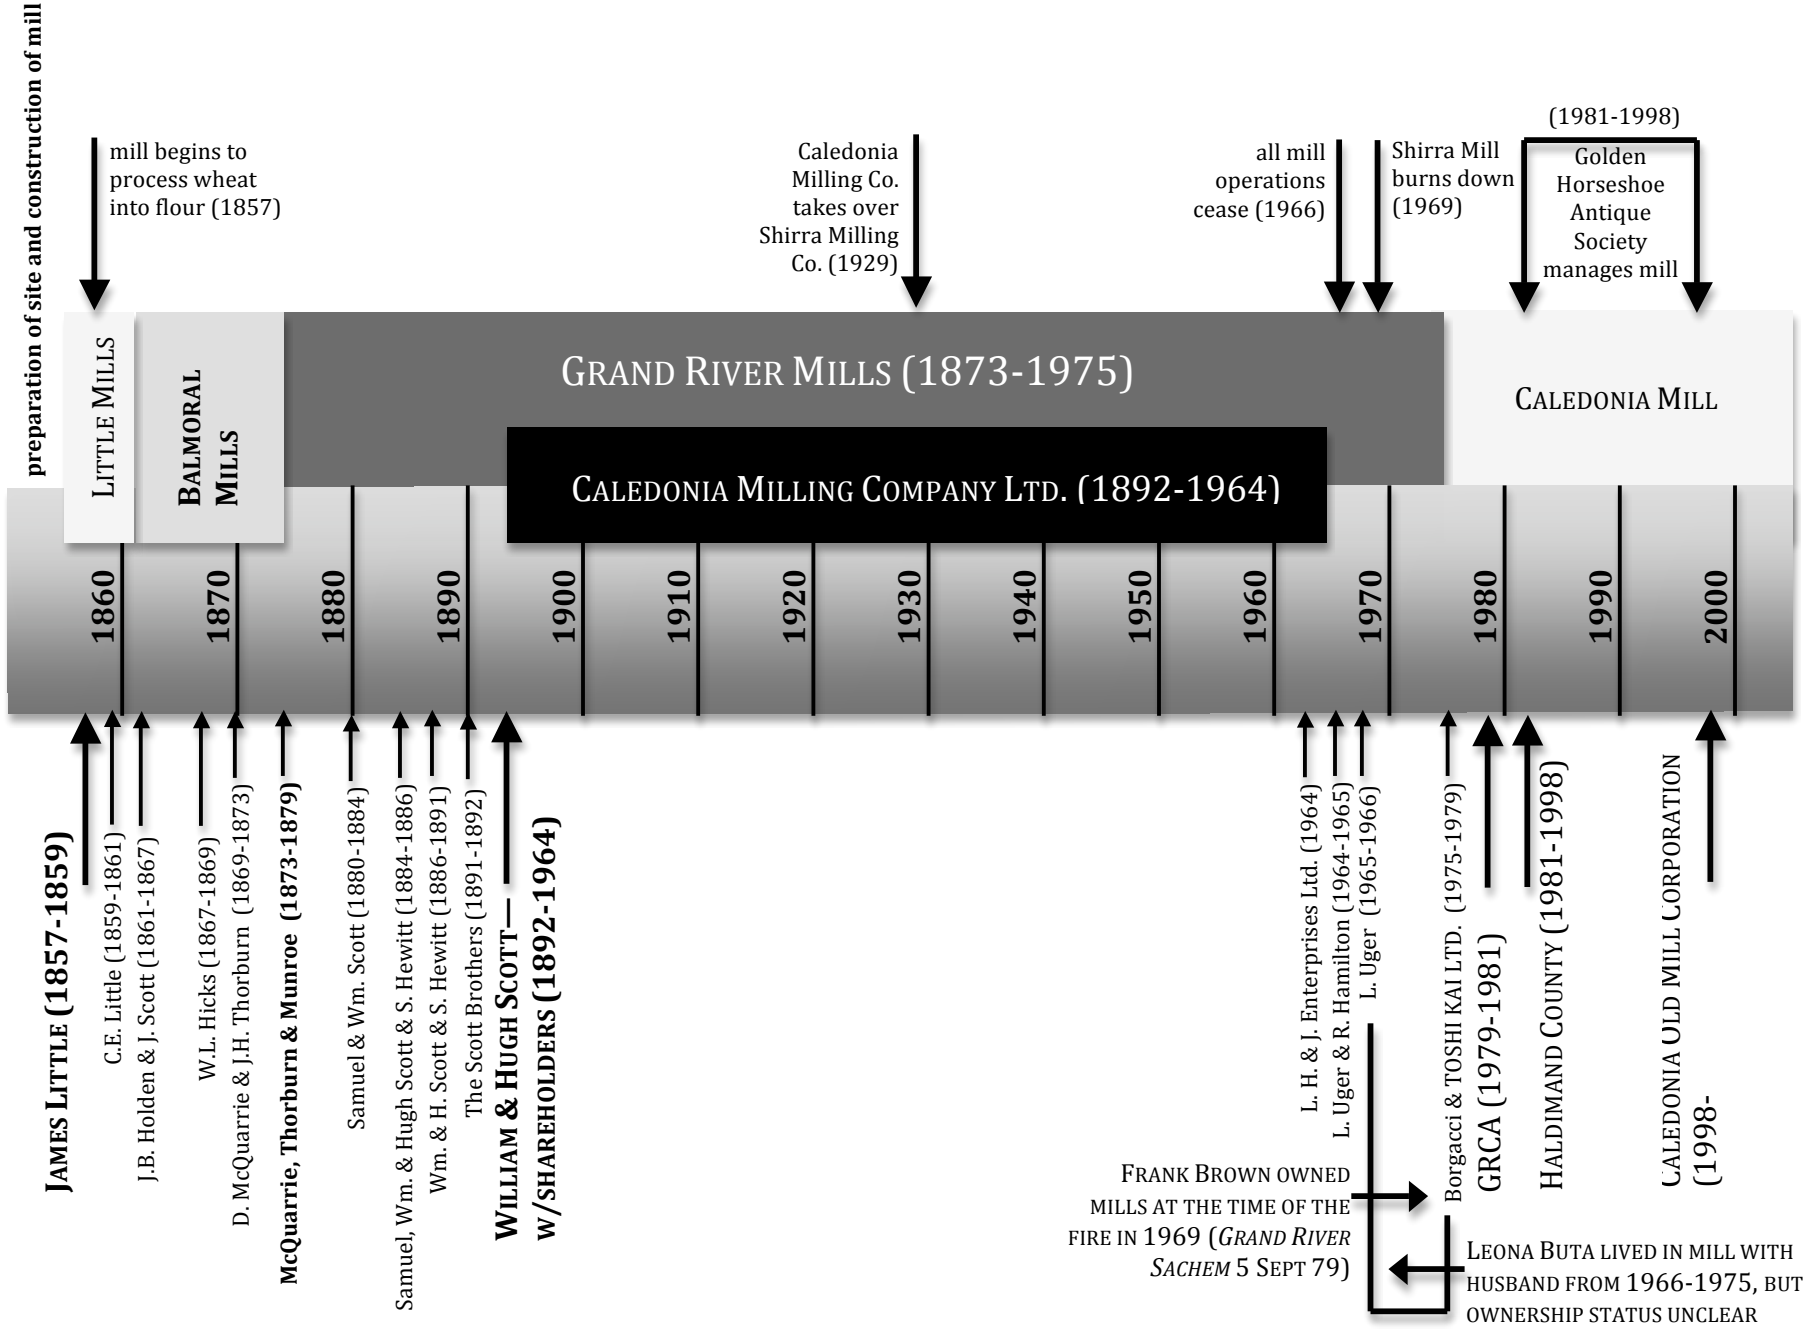 preparation of site and construction of mill
mill begins to
process wheat
into flour (1857)
Caledonia
Milling Co.
takes over
Shirra Milling
Co. (1929)
all mill
operations
cease (1966)
Shirra Mill
burns down
(1969)
(1981-1998)
Golden
Horseshoe
Antique
Society
manages mill
LITTLE MILLS
BALMORAL
MILLS
GRAND RIVER MILLS (1873-1975)
CALEDONIA MILL
CALEDONIA MILLING COMPANY LTD. (1892-1964)
1860
1870
1880
1890
1900
1910
1920
1930
1940
1950
1960
1970
1980
1990
2000
JAMES LITTLE (1857-1859)
C.E. Little (1859-1861)
J.B. Holden & J. Scott (1861-1867)
W.L. Hicks (1867-1869)
D. McQuarrie & J.H. Thorburn (1869-1873)
McQuarrie, Thorburn & Munroe (1873-1879)
Samuel & Wm. Scott (1880-1884)
Samuel, Wm. & Hugh Scott & S. Hewitt (1884-1886)
Wm. & H. Scott & S. Hewitt (1886-1891)
The Scott Brothers (1891-1892)
WILLIAM & HUGH SCOTT—
W/SHAREHOLDERS (1892-1964)
L. H. & J. Enterprises Ltd. (1964)
L. Uger & R. Hamilton (1964-1965)
L. Uger (1965-1966)
Borgacci & TOSHI KAI LTD. (1975-1979)
GRCA (1979-1981)
HALDIMAND COUNTY (1981-1998)
CALEDONIA OULD MILL CORPORATION
(1998-
FRANK BROWN OWNED
MILLS AT THE TIME OF THE
FIRE IN 1969 (GRAND RIVER
SACHEM 5 SEPT 79)
LEONA BUTA LIVED IN MILL WITH
HUSBAND FROM 1966-1975, BUT
OWNERSHIP STATUS UNCLEAR